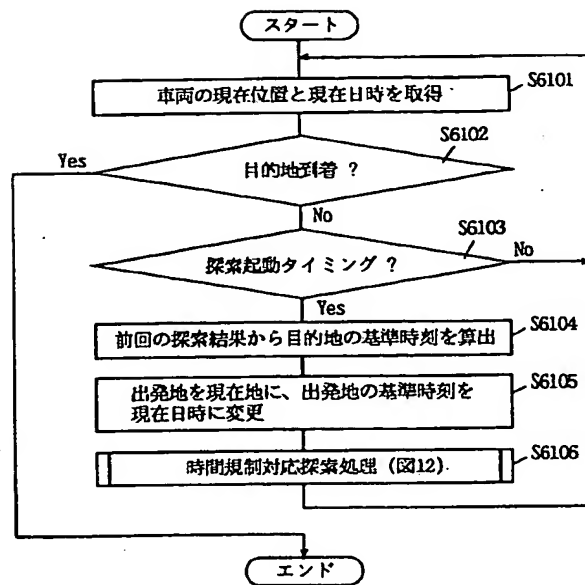 スタート
車両の現在位置と現在日時を取得
S6101
S6102
Yes
目的地到着 ?
No
S6103
探索起動タイミング ?
No
Yes
前回の探索結果から目的地の基準時刻を算出
S6104
出発地を現在地に、出発地の基準時刻を
現在日時に変更
S6105
時間規制対応探索処理 (図12)
S6106
エンド